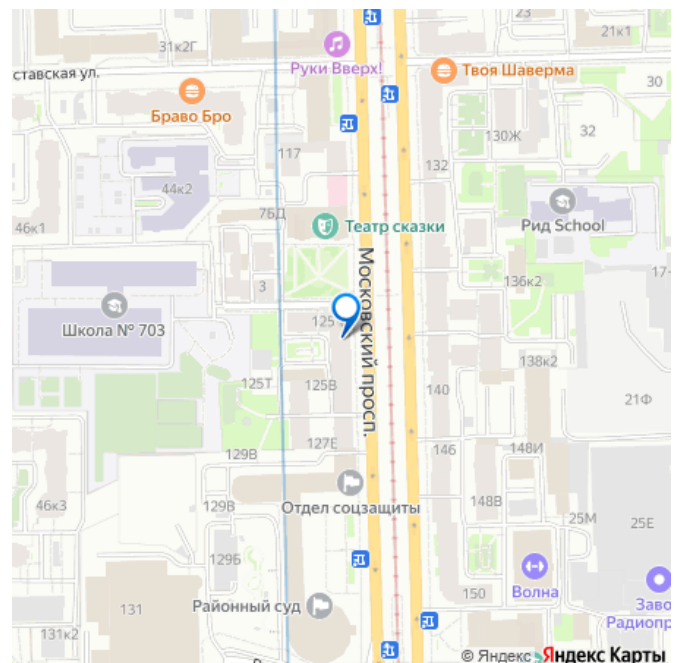 23
21к1
31к2Г
Руки Вверх!
ставская ул.
Твоя Шаверма
30
Браво Бро
130Ж
32
117
132
44к2
7БД
46к1
Театр сказки
Рид School
17-
3
136к2
Московский просп.
125
Школа № 703
138к2
125Т
125В
140
21Ф
127Е
146
148И
129В
Отдел соцзащиты
46к3
129В
148В
25М
25Е
129Б
Волна
131
Районный суд
150
Заво
Радиопр
131к2
© Яндекс
Яндекс Карты